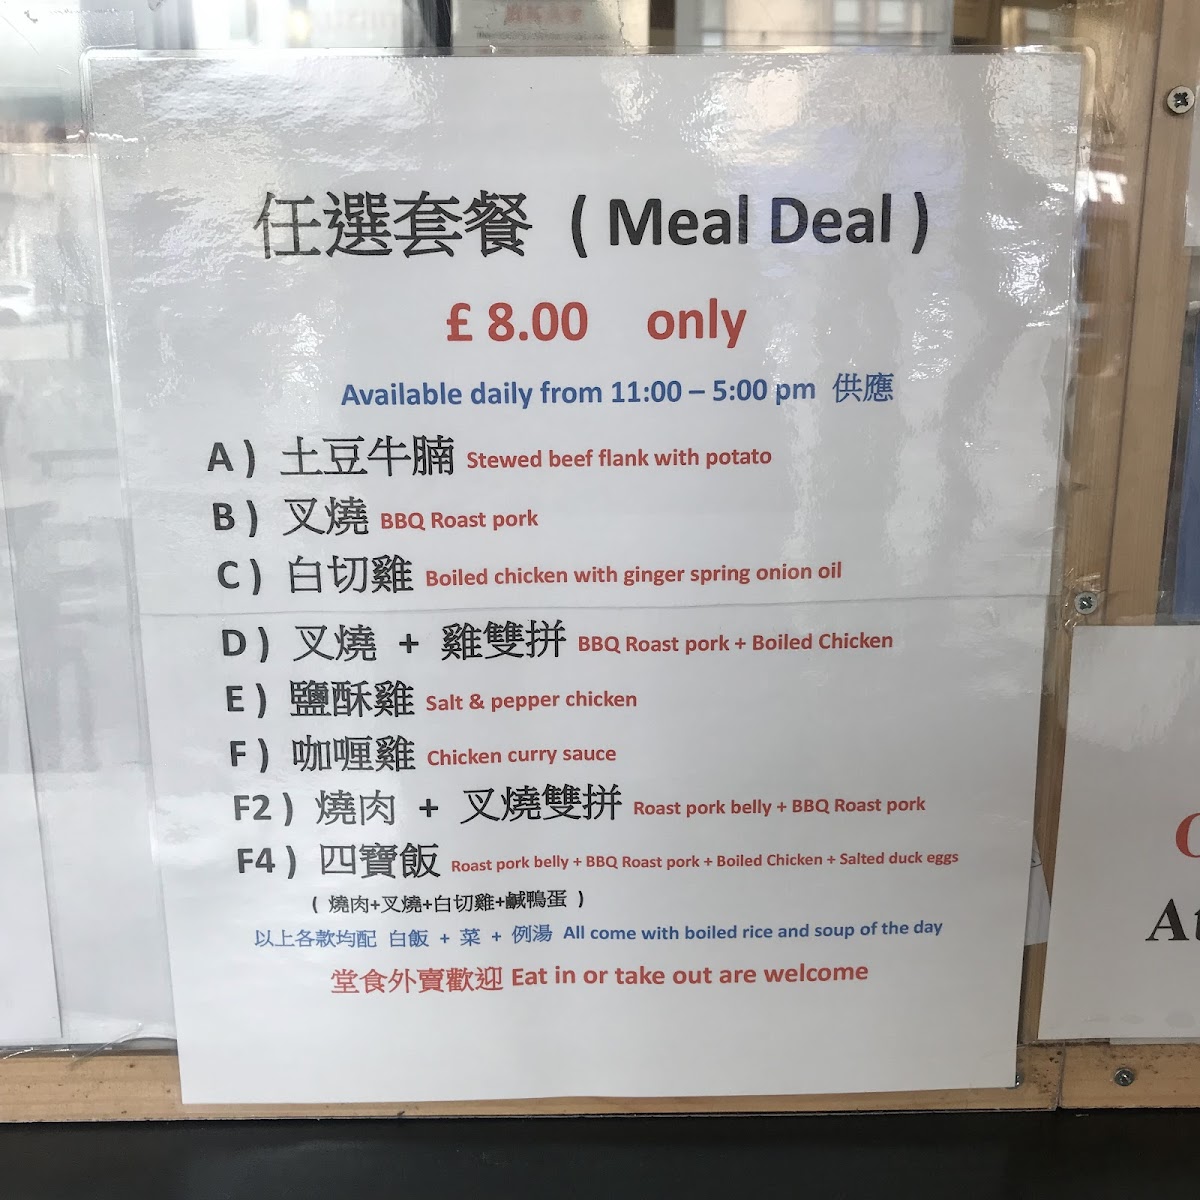 任選套餐 ( Meal Deal )
£ 8.00 only
Available daily from 11:00 – 5:00 pm 供應
A ) 土豆牛腩 Stewed beef flank with potato
B ) 叉燒 BBQ Roast pork
C ) 白切雞 Boiled chicken with ginger spring onion oil
D ) 叉燒 + 雞雙拼 BBQ Roast pork + Boiled Chicken
E ) 鹽酥雞 Salt & pepper chicken
F ) 咖喱雞 Chicken curry sauce
F2 ) 燒肉 + 叉燒雙拼 Roast pork belly + BBQ Roast pork
F4 ) 四寶飯 Roast pork belly + BBQ Roast pork + Boiled Chicken + Salted duck eggs
( 燒肉+叉燒+白切雞+鹹鴨蛋 )
以上各款均配 白飯 + 菜 + 例湯 All come with boiled rice and soup of the day
堂食外賣歡迎 Eat in or take out are welcome